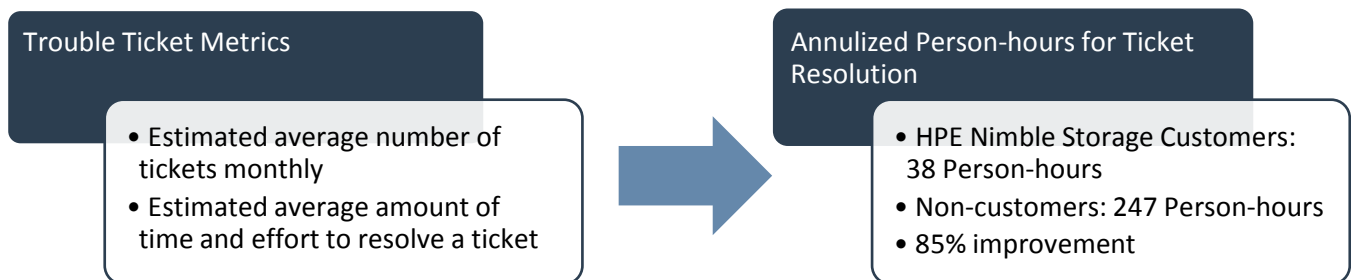 Trouble Ticket Metrics
• Estimated average number of
tickets monthly
• Estimated average amount of
time and effort to resolve a ticket
Annulized Person-hours for Ticket
Resolution
• HPE Nimble Storage Customers:
38 Person-hours
• Non-customers: 247 Person-hours
• 85% improvement